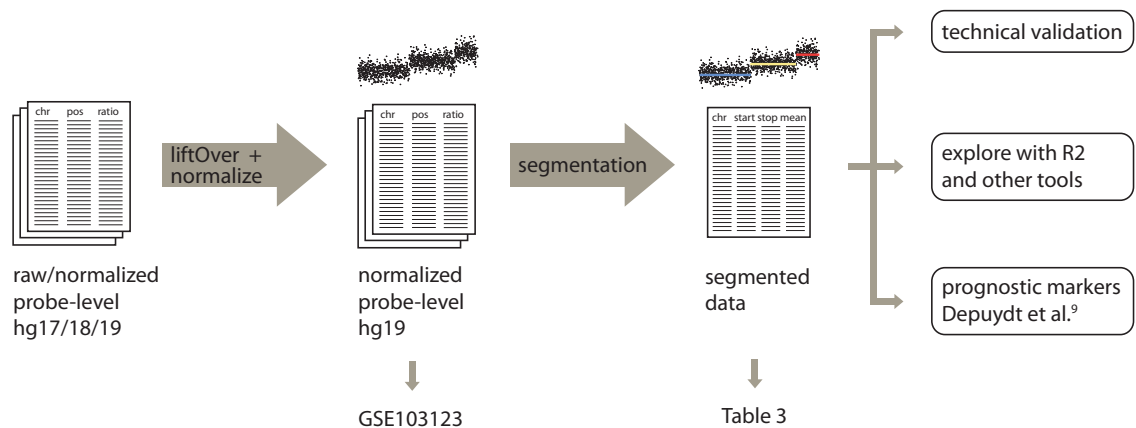 chr pos ratio
raw/normalized
probe-level
hg17/18/19
liftOver +
normalize
chr pos ratio
normalized
probe-level
hg19
GSE103123
segmentation
chr start stop mean
segmented
data
Table 3
technical validation
explore with R2
and other tools
prognostic markers
Depuydt et al.⁹